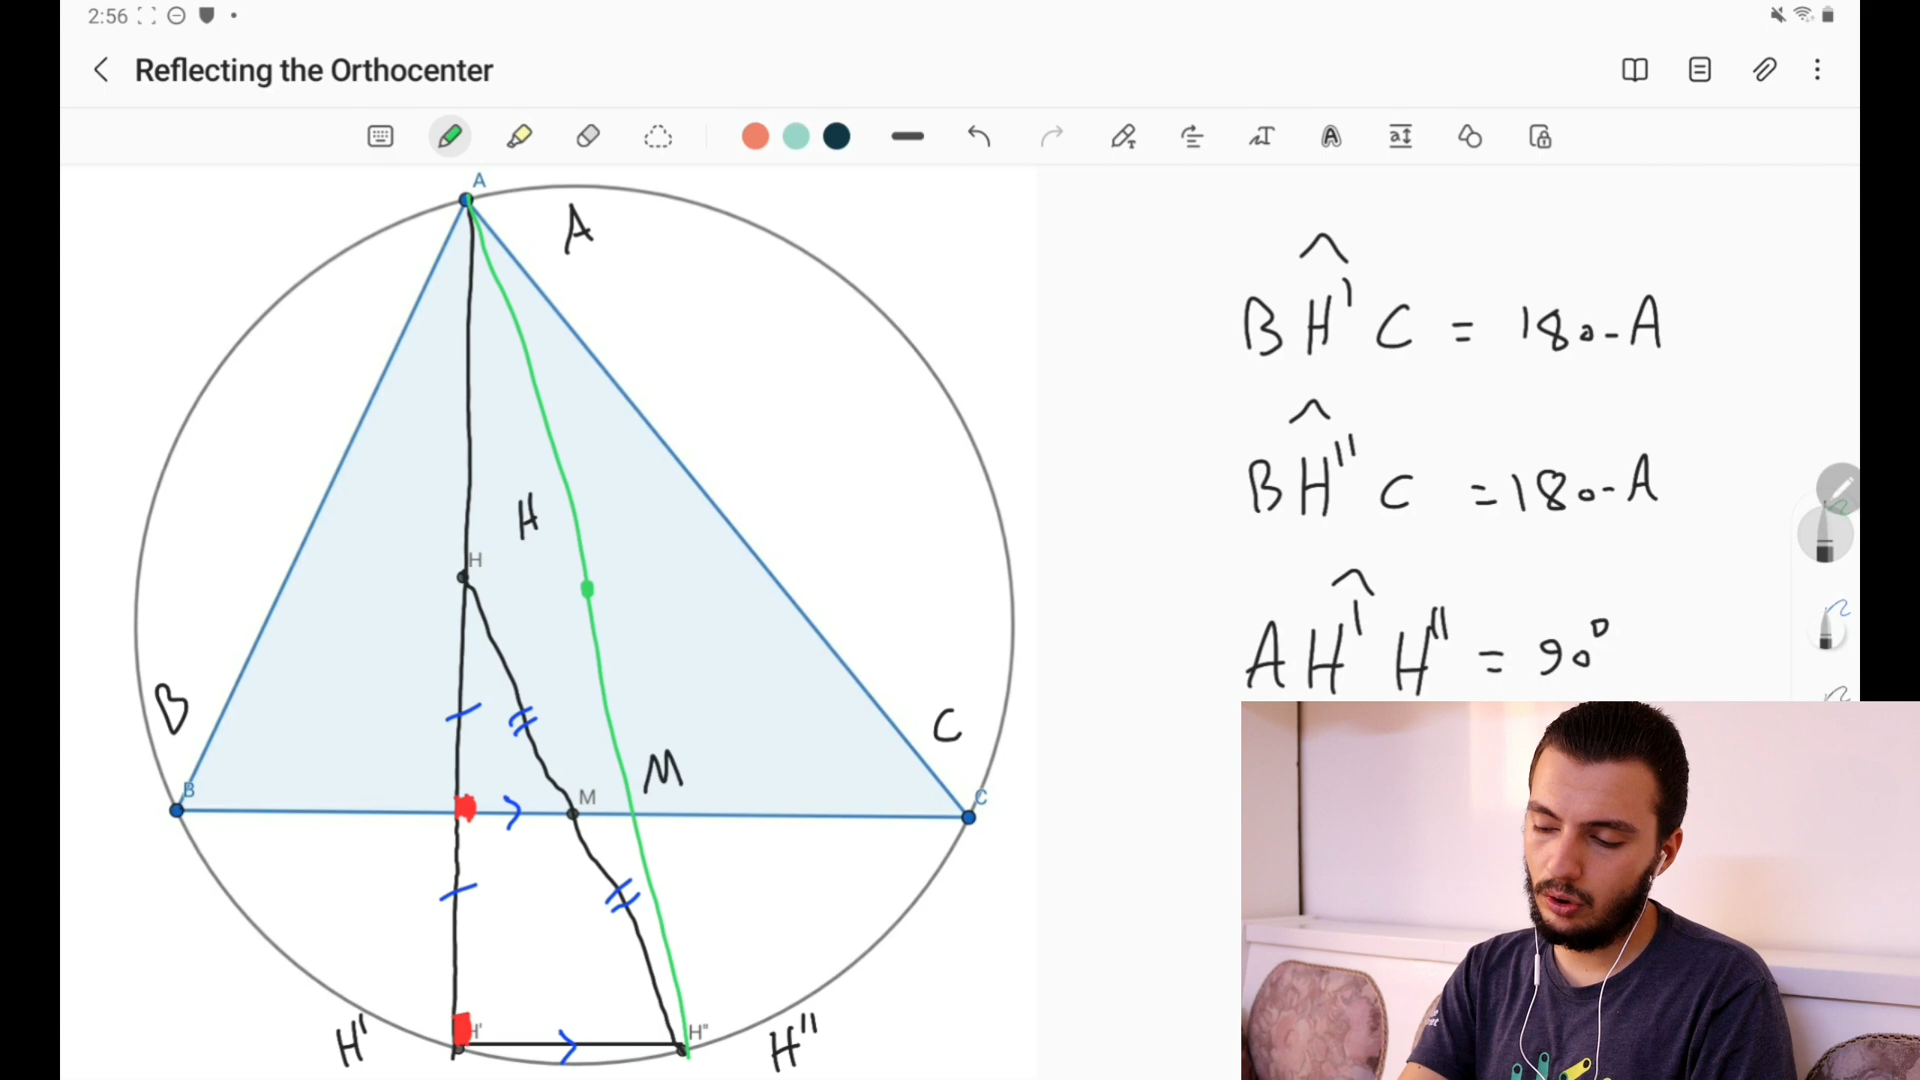 2:56
Reflecting the Orthocenter
A
A
H
H
B
C
M
M
B
C
H'
H'
H"
H"
BĤ'C = 180-A
BĤ"C = 180-A
AĤ'H" = 90°